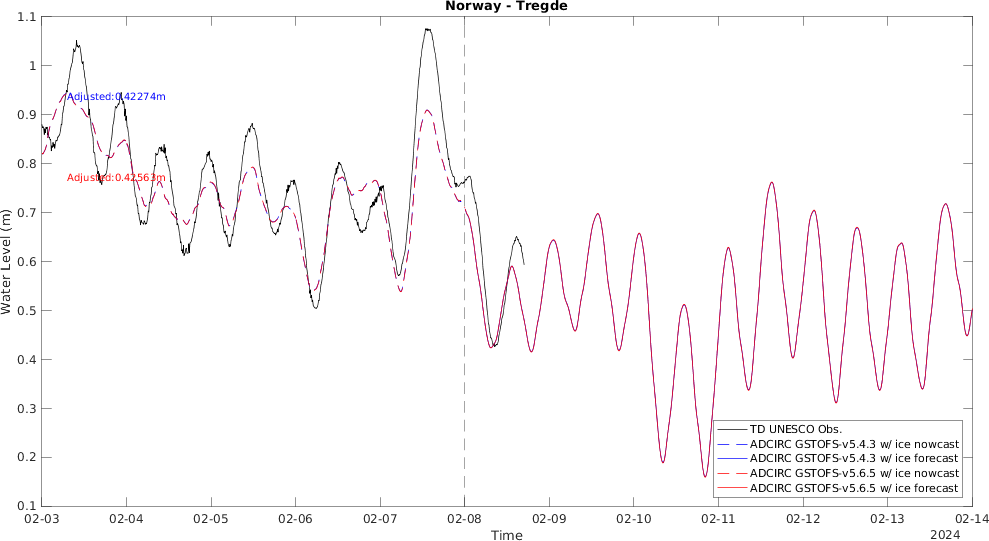 Norway - Tregde
1.1
1
0.9
0.8
0.7
0.6
0.5
0.4
0.3
0.2
0.1
Water Level (m)
Adjusted:0.42274m
Adjusted:0.42563m
TD UNESCO Obs.
ADCIRC GSTOFS-v5.4.3 w/ ice nowcast
ADCIRC GSTOFS-v5.4.3 w/ ice forecast
ADCIRC GSTOFS-v5.6.5 w/ ice nowcast
ADCIRC GSTOFS-v5.6.5 w/ ice forecast
02-03 02-04 02-05 02-06 02-07 02-08 02-09 02-10 02-11 02-12 02-13 02-14
Time
2024